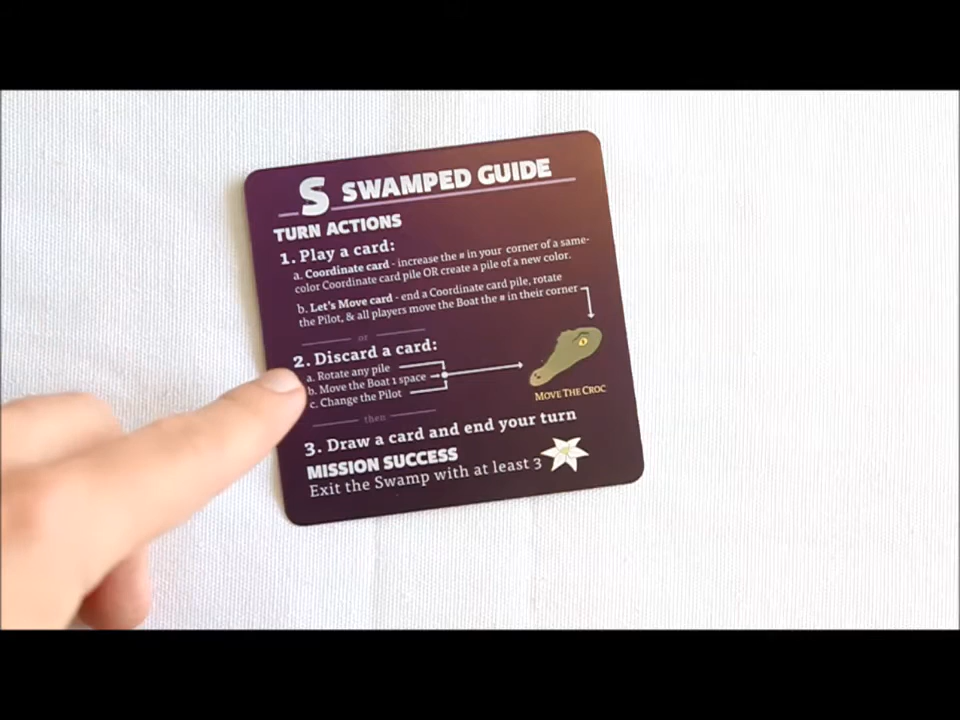 S SWAMPED GUIDE
TURN ACTIONS
1. Play a card:
a. Coordinate card - increase the # in your corner of a same-
color Coordinate card pile OR create a pile of a new color.
b. Let's Move card - end a Coordinate card pile, rotate
the Pilot, & all players move the Boat the # in their corner
or
2. Discard a card:
a. Rotate any pile
b. Move the Boat 1 space
c. Change the Pilot
MOVE THE CROC
then
3. Draw a card and end your turn
MISSION SUCCESS
Exit the Swamp with at least 3